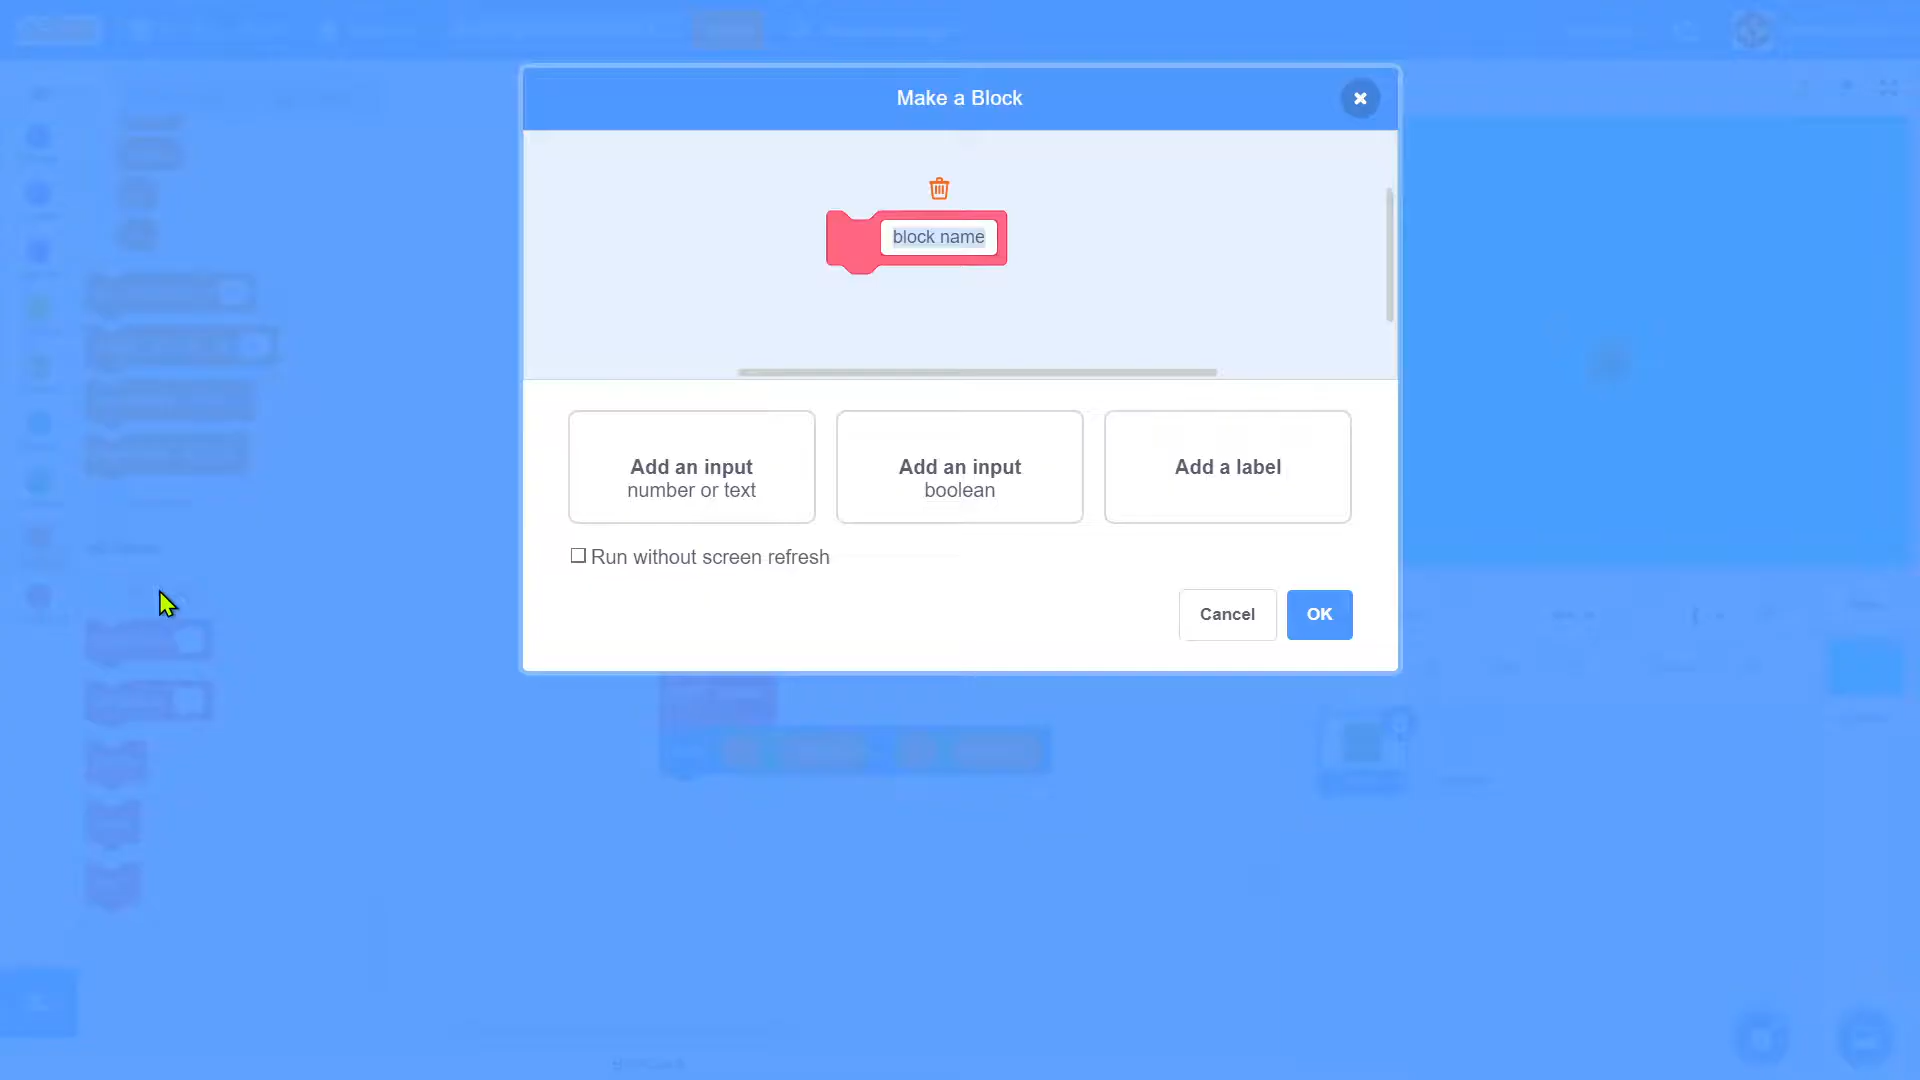 Make a Block
block name
Add an input
number or text
Add an input
boolean
Add a label
Run without screen refresh
Cancel
OK